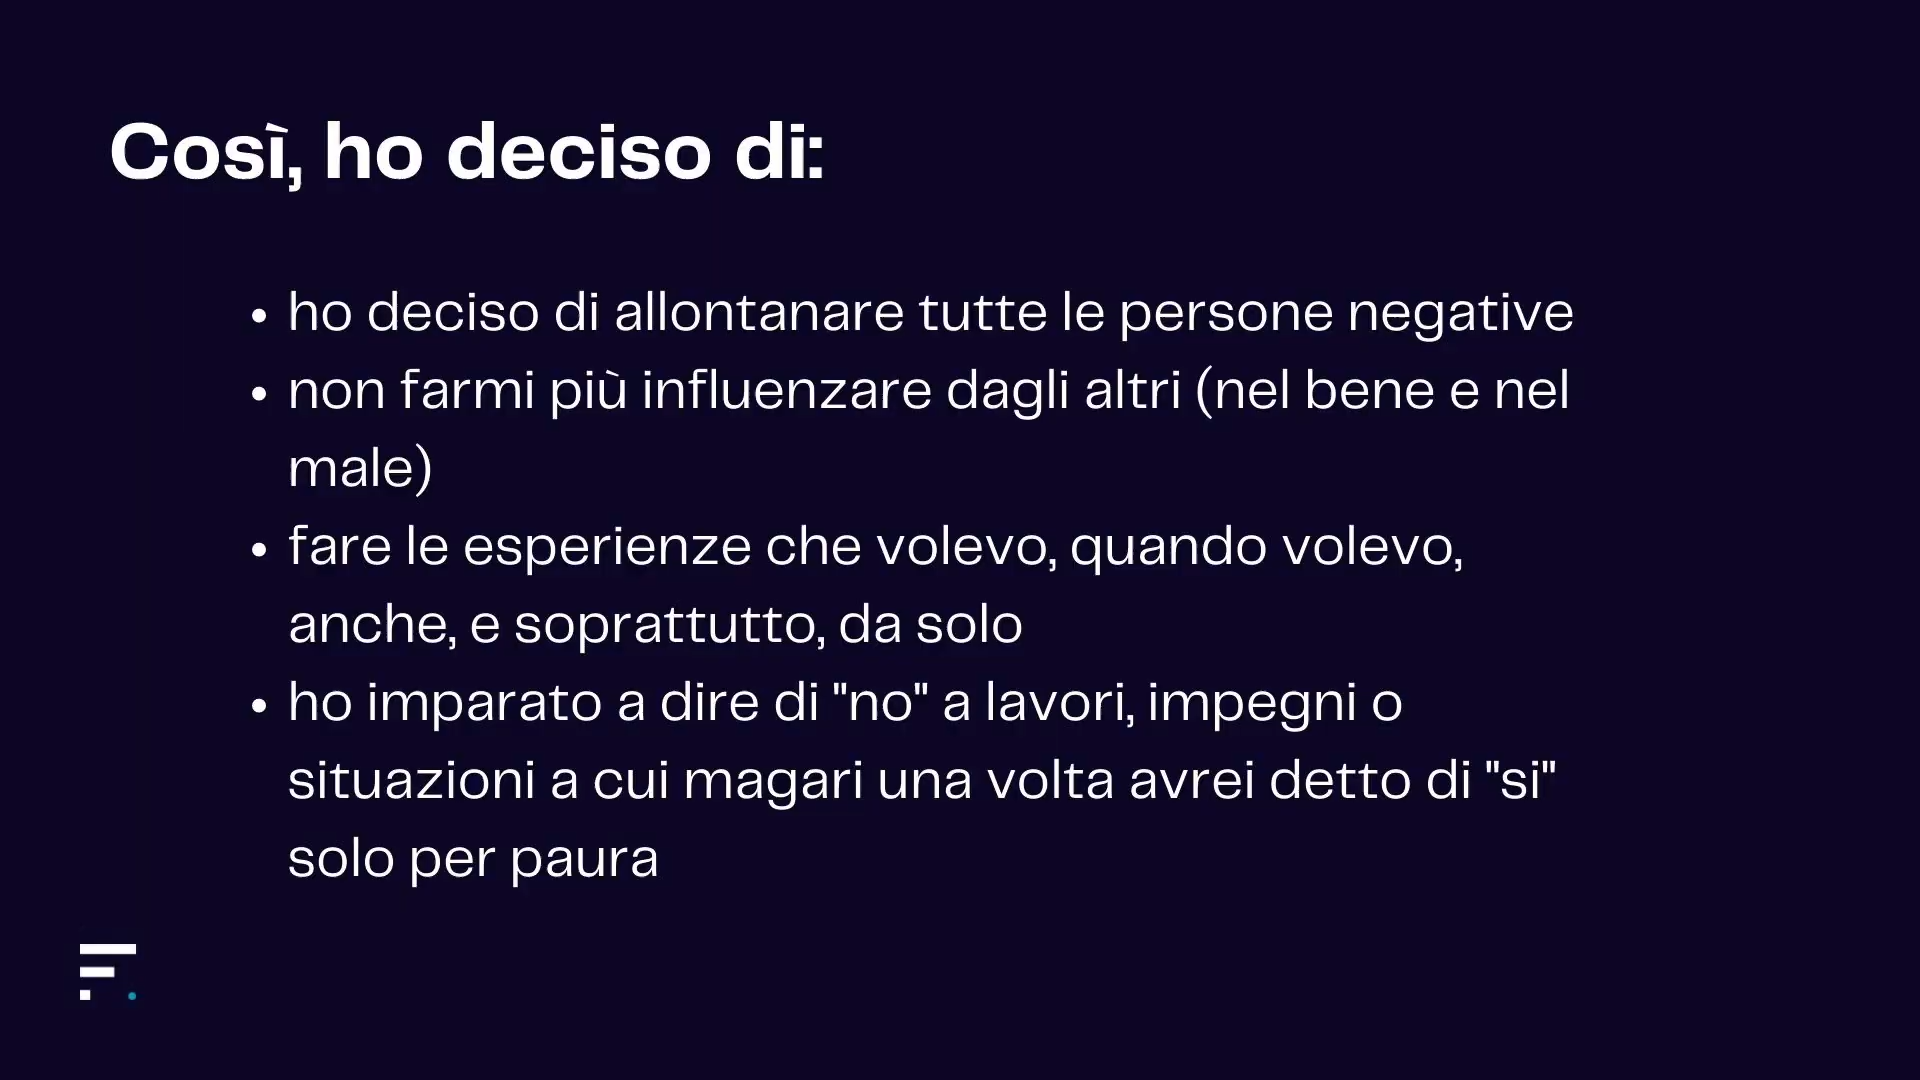 Così, ho deciso di:
• ho deciso di allontanare tutte le persone negative
• non farmi più influenzare dagli altri (nel bene e nel
male)
• fare le esperienze che volevo, quando volevo,
anche, e soprattutto, da solo
• ho imparato a dire di "no" a lavori, impegni o
situazioni a cui magari una volta avrei detto di "si"
solo per paura